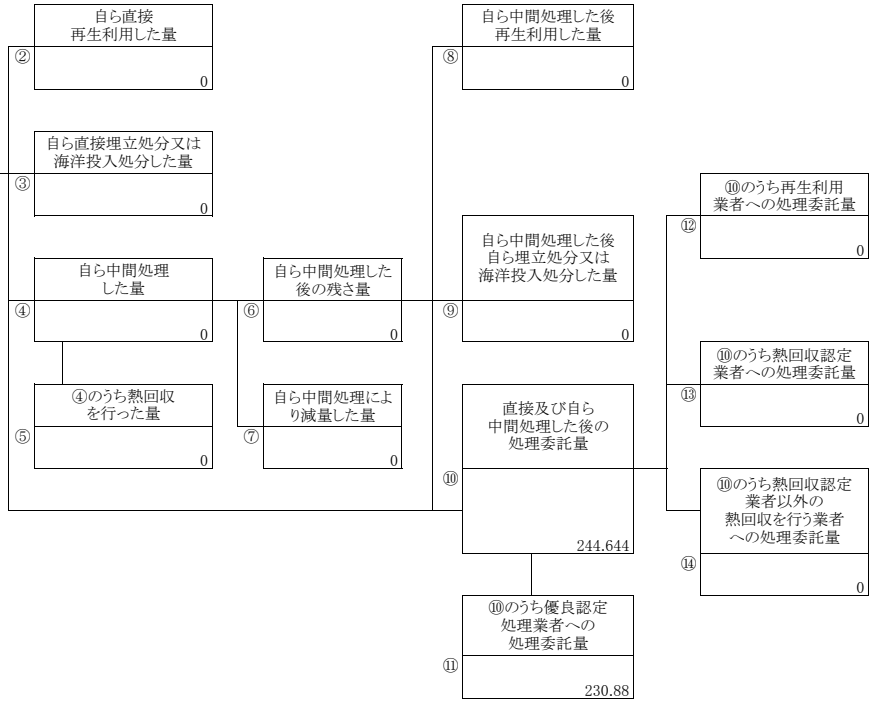 自ら直接
再生利用した量
②
0
自ら直接埋立処分又は
海洋投入処分した量
③
0
自ら中間処理
した量
④
0
④のうち熱回収
を行った量
⑤
0
自ら中間処理した
後の残さ量
⑥
0
自ら中間処理によ
り減量した量
⑦
0
自ら中間処理した後
再生利用した量
⑧
0
自ら中間処理した後
自ら埋立処分又は
海洋投入処分した量
⑨
0
直接及び自ら
中間処理した後の
処理委託量
⑩
244.644
⑩のうち優良認定
処理業者への
処理委託量
⑪
230.88
⑩のうち再生利用
業者への処理委託量
⑫
0
⑩のうち熱回収認定
業者への処理委託量
⑬
0
⑩のうち熱回収認定
業者以外の
熱回収を行う業者
への処理委託量
⑭
0